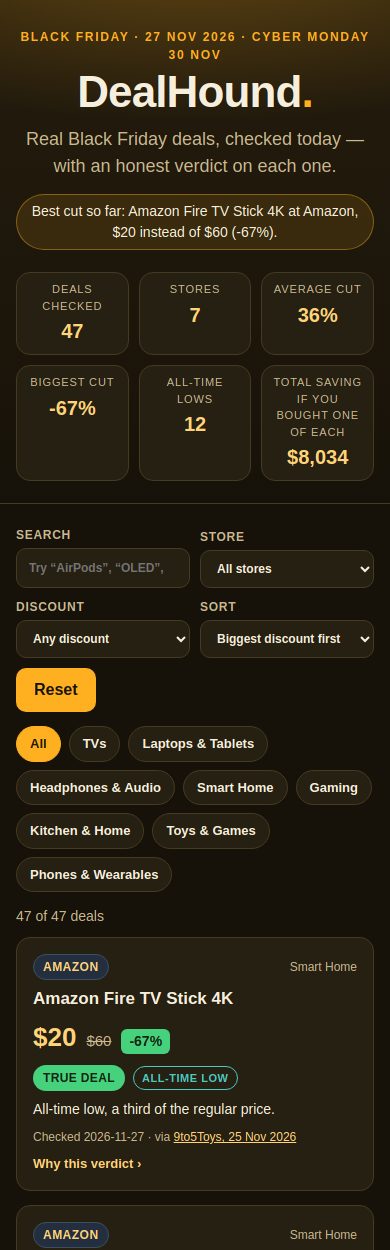 BLACK FRIDAY · 27 NOV 2026 · CYBER MONDAY
30 NOV
DealHound.
Real Black Friday deals, checked today —
with an honest verdict on each one.
Best cut so far: Amazon Fire TV Stick 4K at Amazon,
$20 instead of $60 (-67%).
DEALS
CHECKED
47
STORES
7
AVERAGE CUT
36%
BIGGEST CUT
-67%
ALL-TIME
LOWS
12
TOTAL SAVING
IF YOU
BOUGHT ONE
OF EACH
$8,034
SEARCH
Try “AirPods”, “OLED”,
STORE
All stores
DISCOUNT
Any discount
SORT
Biggest discount first
Reset
All
TVs
Laptops & Tablets
Headphones & Audio
Smart Home
Gaming
Kitchen & Home
Toys & Games
Phones & Wearables
47 of 47 deals
AMAZON
Smart Home
Amazon Fire TV Stick 4K
$20 $60 -67%
TRUE DEAL
ALL-TIME LOW
All-time low, a third of the regular price.
Checked 2026-11-27 · via 9to5Toys, 25 Nov 2026
Why this verdict ›
AMAZON
Smart Home